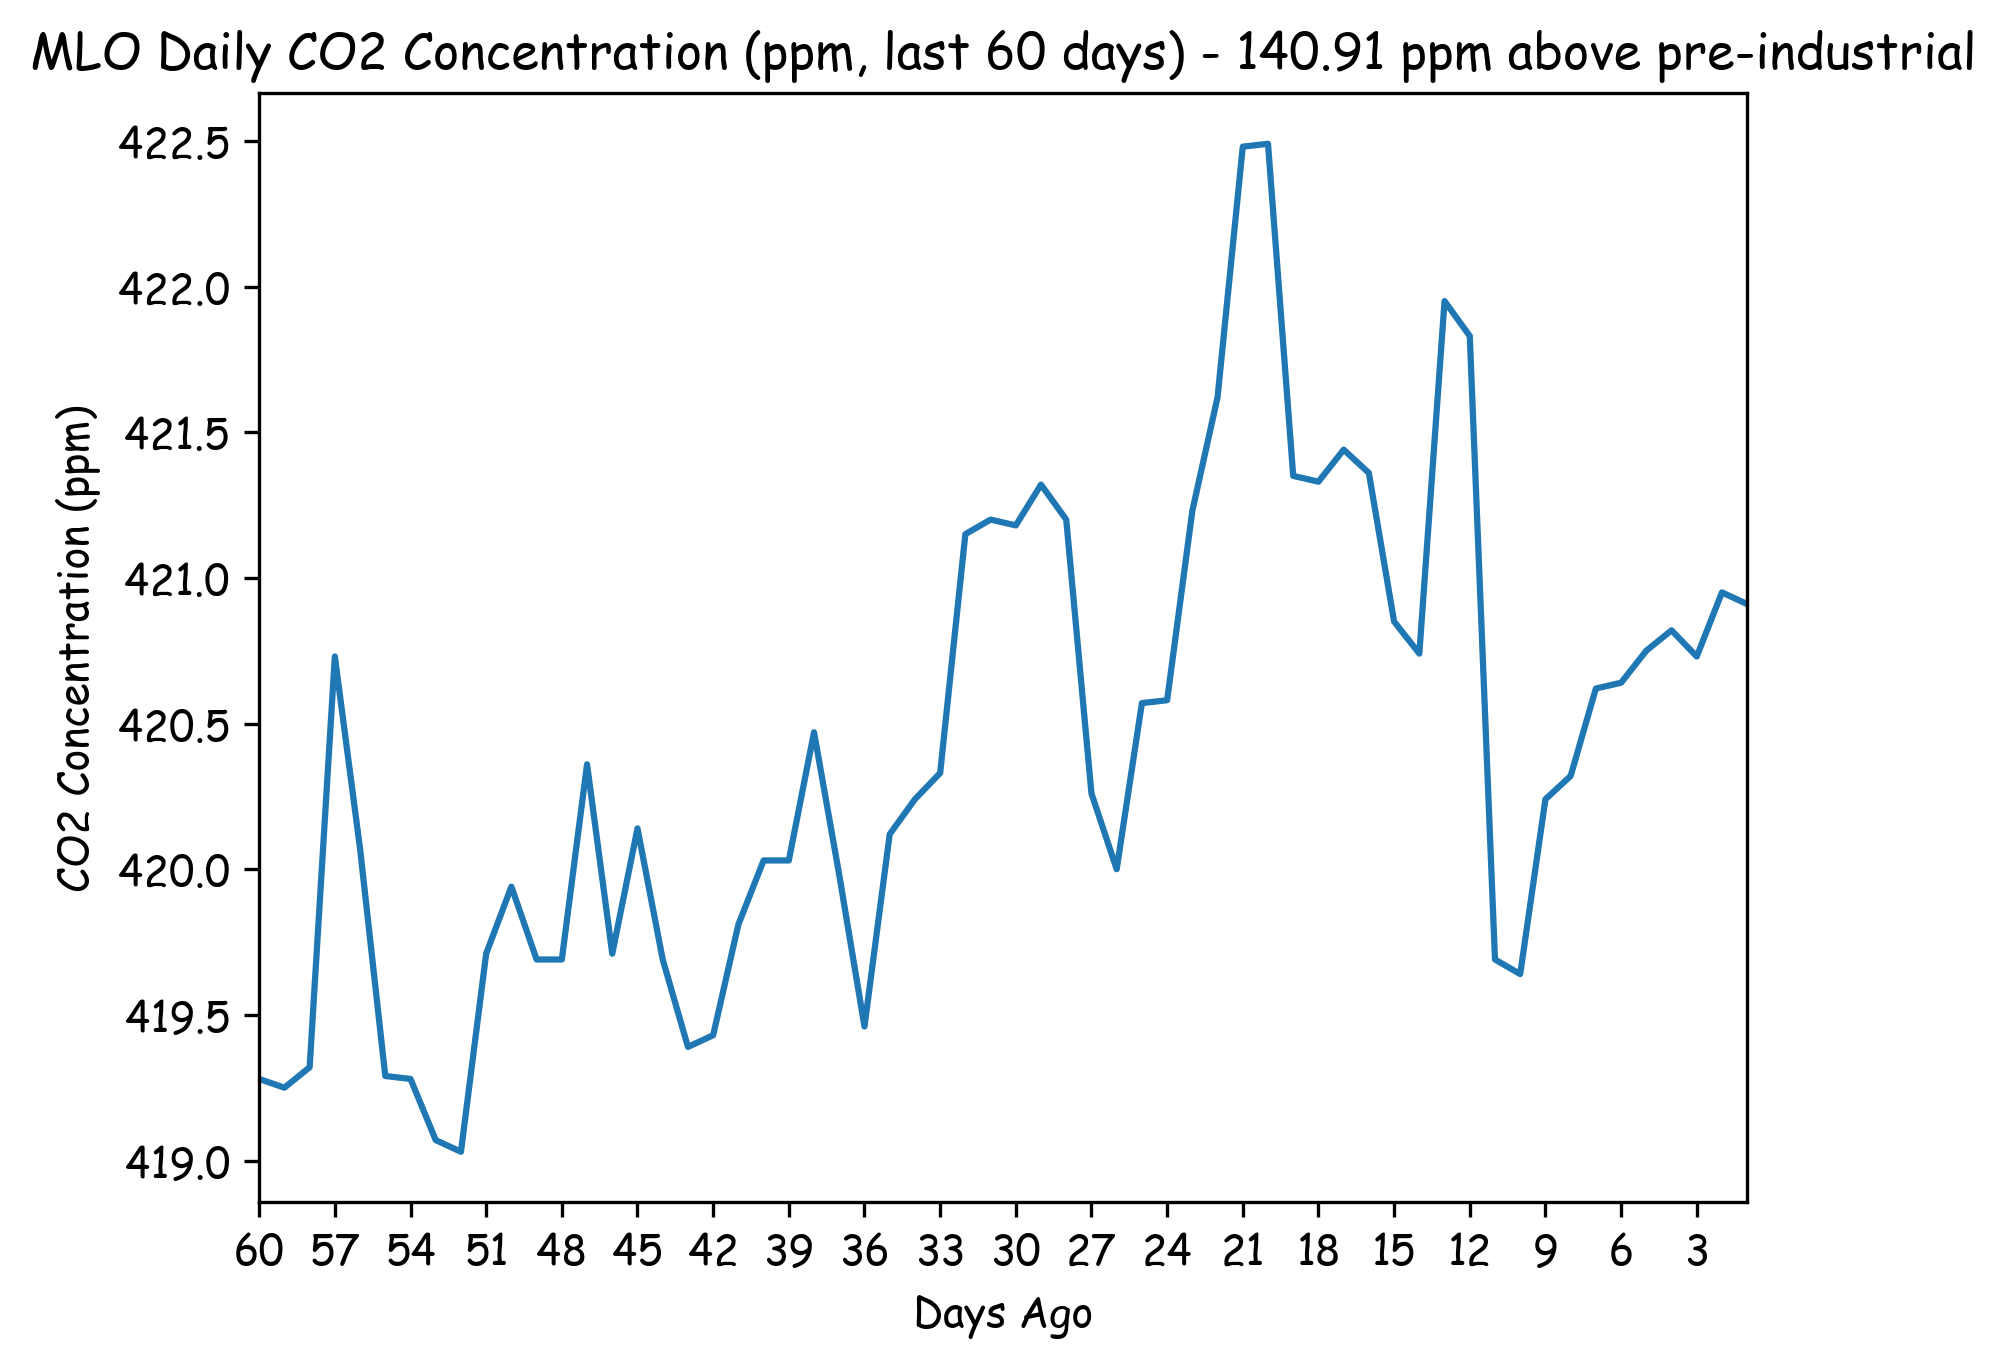 MLO Daily CO2 Concentration (ppm, last 60 days) - 140.91 ppm above pre-industrial
422.5
422.0
421.5
421.0
420.5
420.0
419.5
419.0
CO2 Concentration (ppm)
60 57 54 51 48 45 42 39 36 33 30 27 24 21 18 15 12 9 6 3
Days Ago